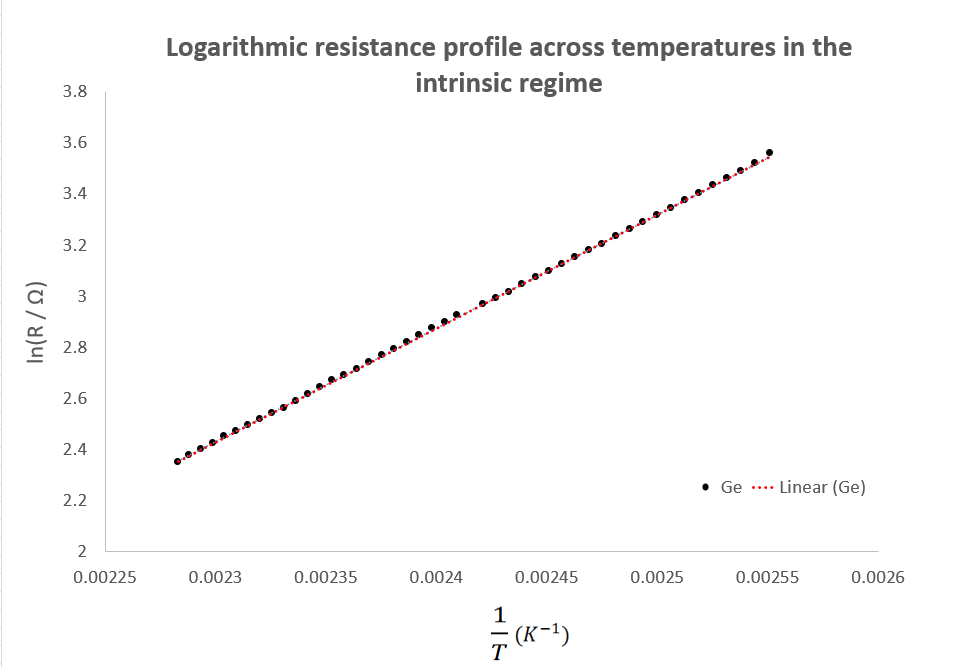 Logarithmic resistance profile across temperatures in the
intrinsic regime
3.8
3.6
3.4
3.2
3
2.8
2.6
2.4
2.2
2
ln(R / Ω)
Ge Linear (Ge)
0.00225 0.0023 0.00235 0.0024 0.00245 0.0025 0.00255 0.0026
1
T (K⁻¹)